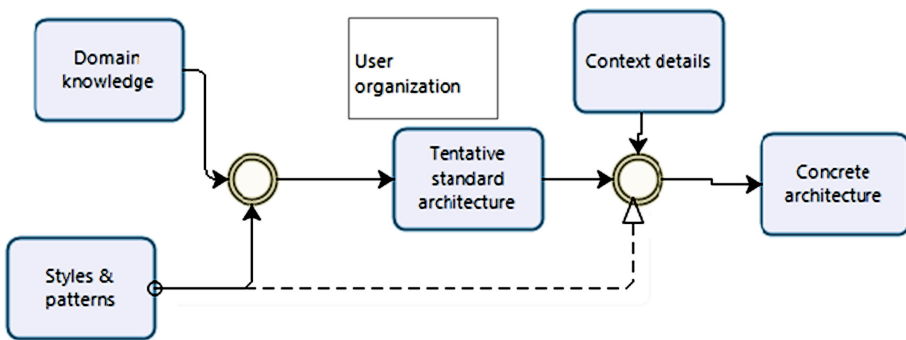 Domain
knowledge
User
organization
Context details
Tentative
standard
architecture
Concrete
architecture
Styles &
patterns